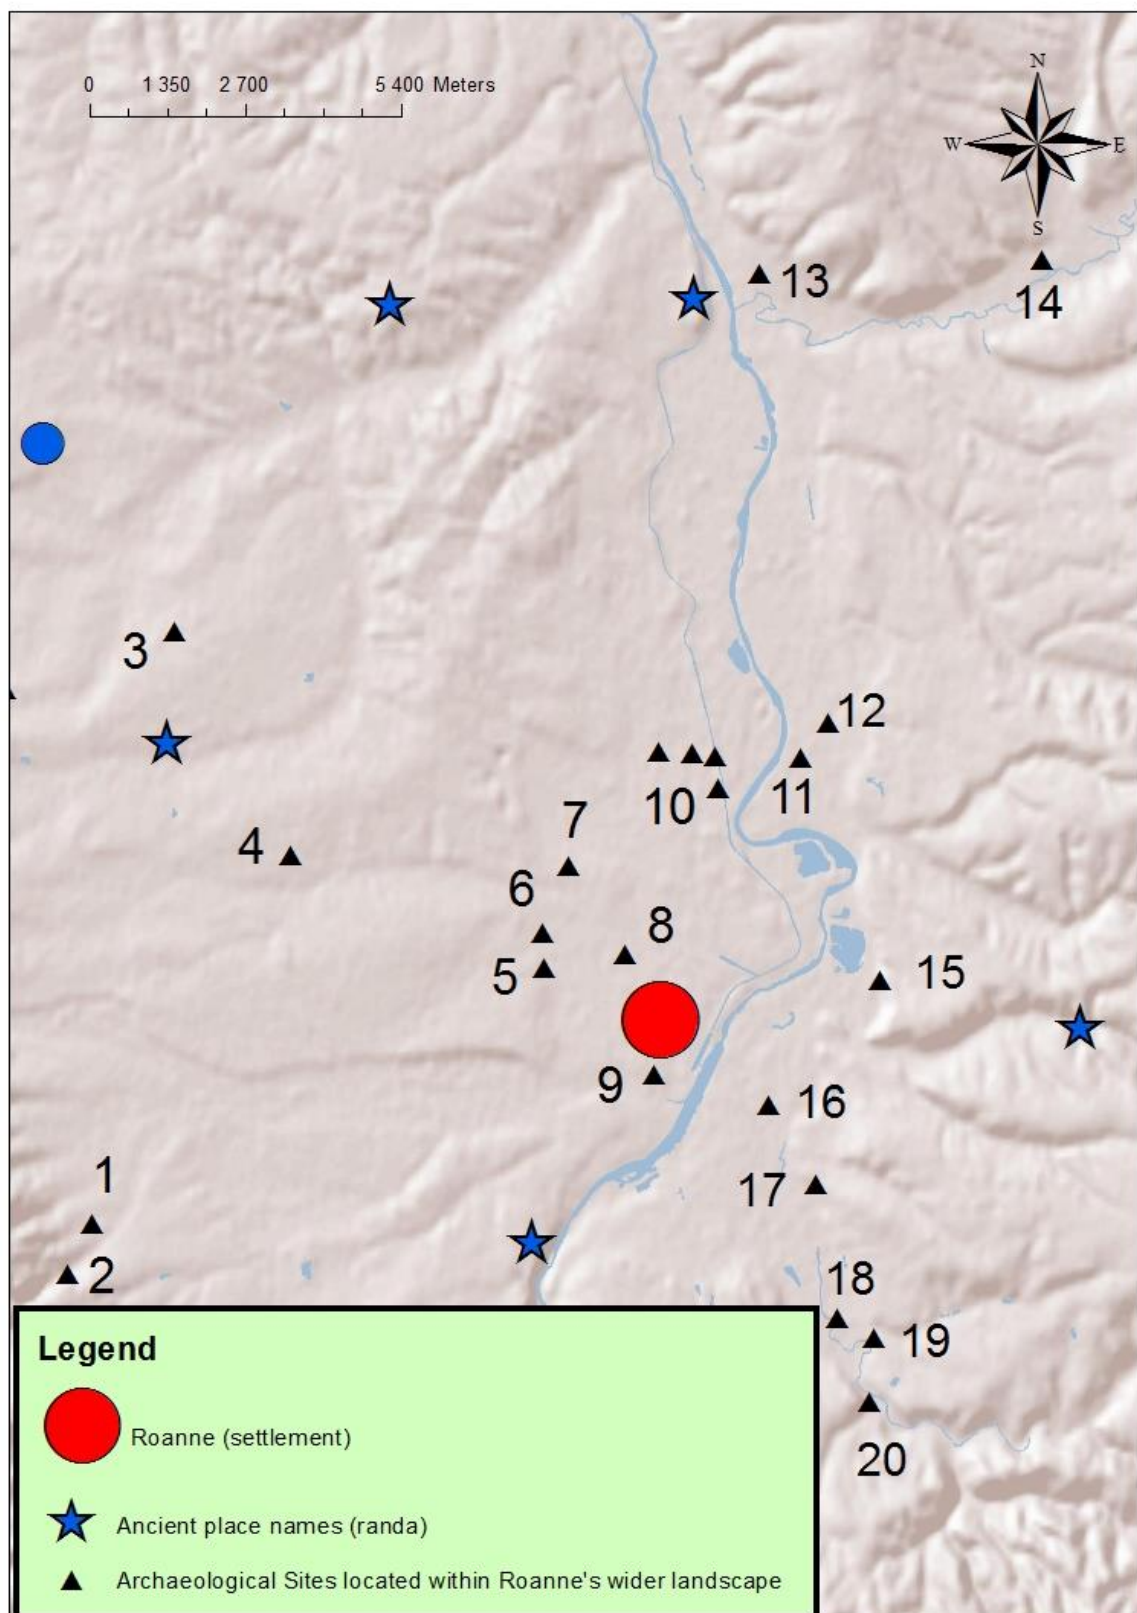 0 1 350 2 700 5 400 Meters
N
W E
S
13
14
3
12
11
10
7
4
6
8
5
15
9
16
1
17
2
18
19
20
Legend
Roanne (settlement)
Ancient place names (randa)
Archaeological Sites located within Roanne's wider landscape